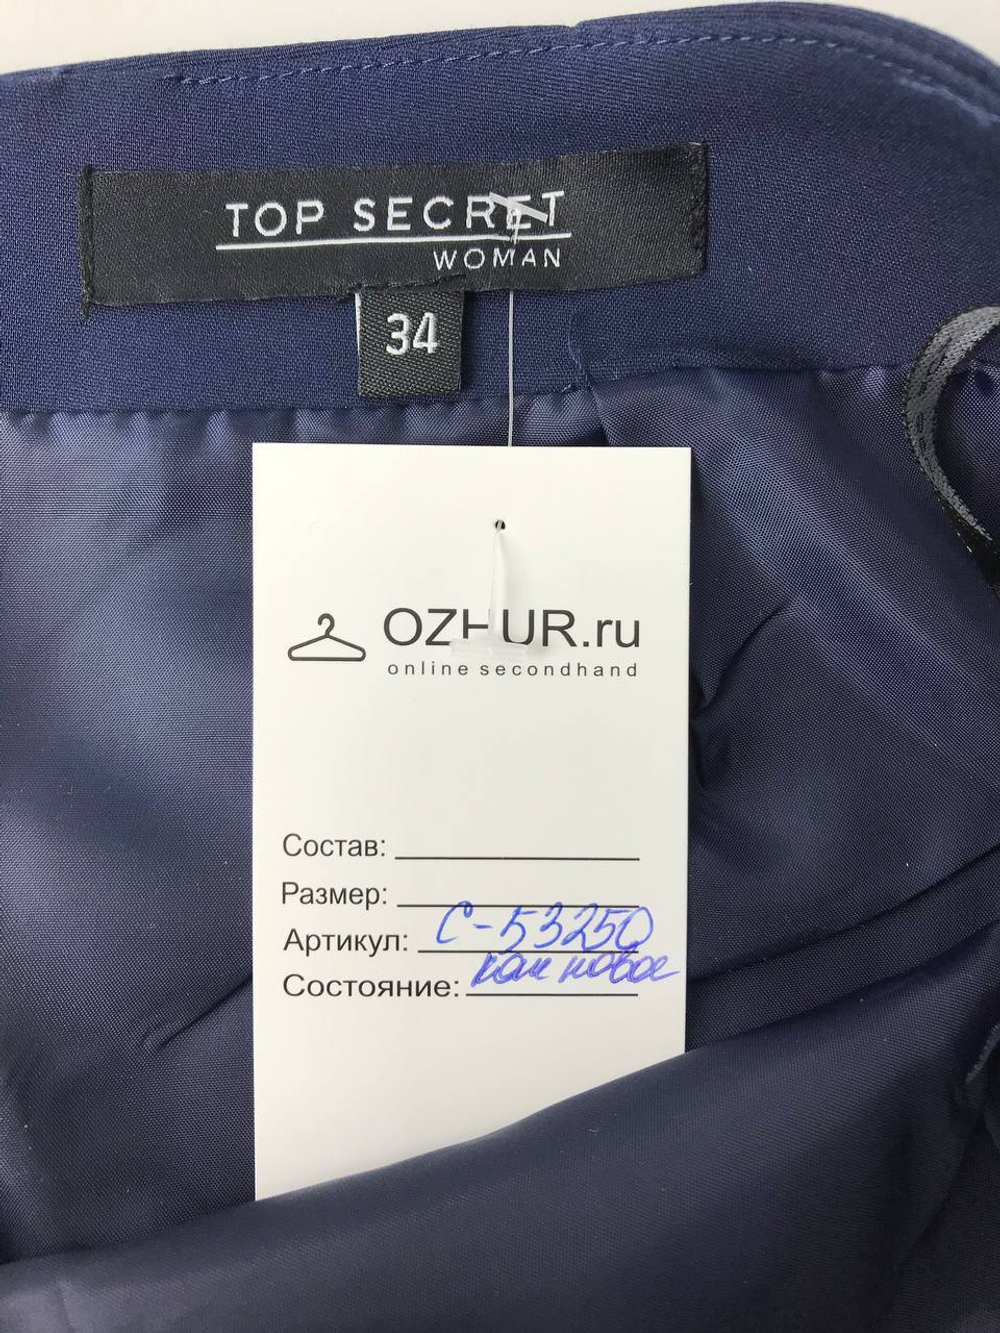 TOP SECRET
WOMAN
34
OZHUR.ru
online secondhand
Состав:
Размер:
Артикул: С-53250
Состояние: как новое